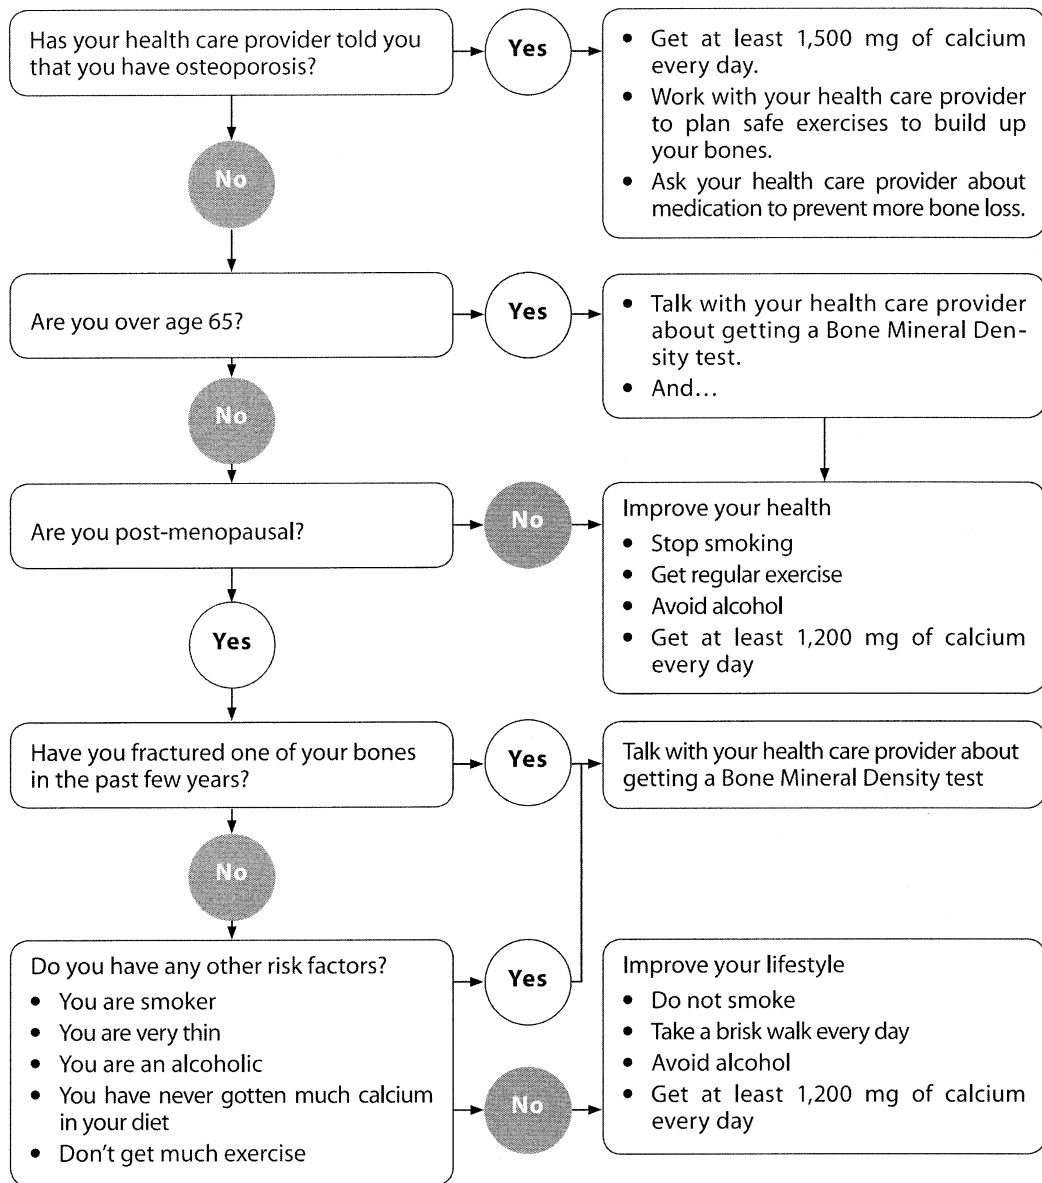 Has your health care provider told you
that you have osteoporosis?
Yes
• Get at least 1,500 mg of calcium
every day.
• Work with your health care provider
to plan safe exercises to build up
your bones.
• Ask your health care provider about
medication to prevent more bone loss.
No
Are you over age 65?
Yes
• Talk with your health care provider
about getting a Bone Mineral Den-
sity test.
• And...
No
Are you post-menopausal?
No
Improve your health
• Stop smoking
• Get regular exercise
• Avoid alcohol
• Get at least 1,200 mg of calcium
every day
Yes
Have you fractured one of your bones
in the past few years?
Yes
Talk with your health care provider about
getting a Bone Mineral Density test
No
Do you have any other risk factors?
• You are smoker
• You are very thin
• You are an alcoholic
• You have never gotten much calcium
in your diet
• Don't get much exercise
Yes
No
Improve your lifestyle
• Do not smoke
• Take a brisk walk every day
• Avoid alcohol
• Get at least 1,200 mg of calcium
every day